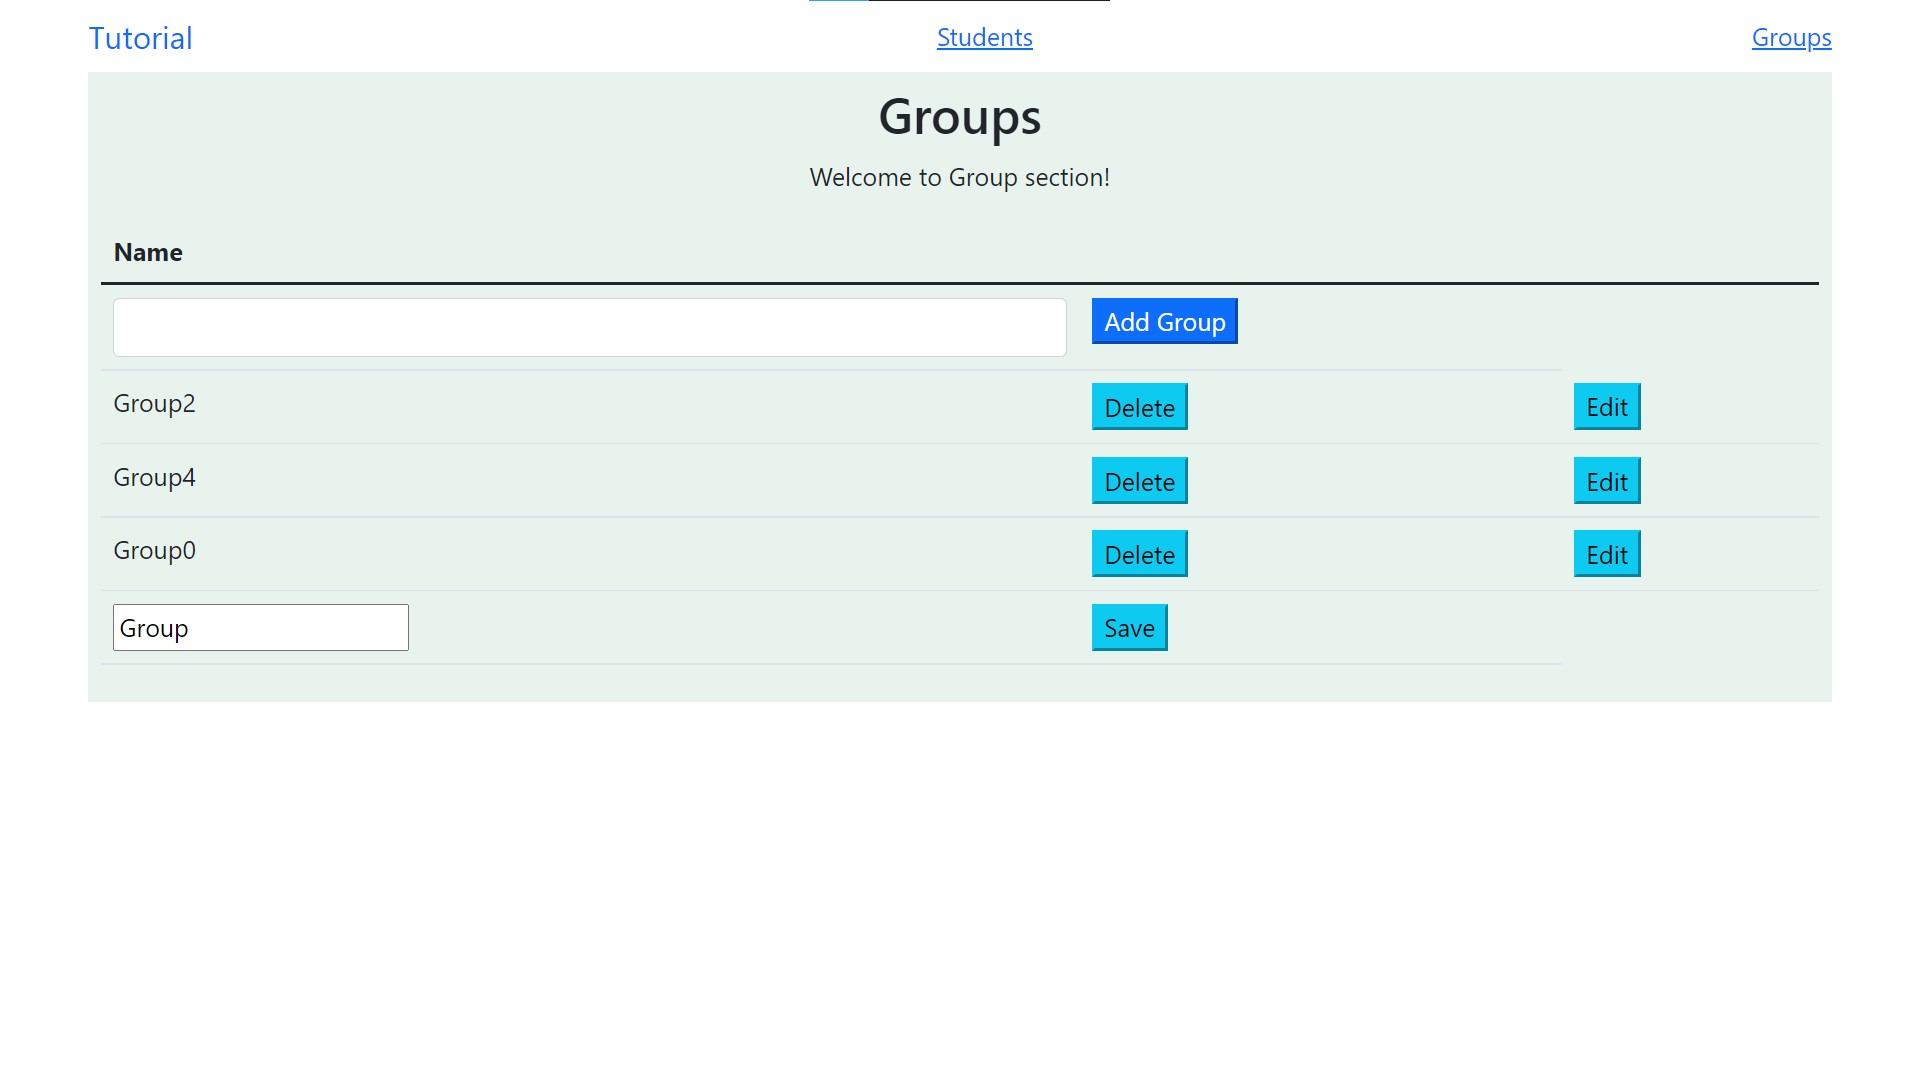 Tutorial Students Groups
Groups
Welcome to Group section!
Name
Add Group
Group2 Delete Edit
Group4 Delete Edit
Group0 Delete Edit
Group Save